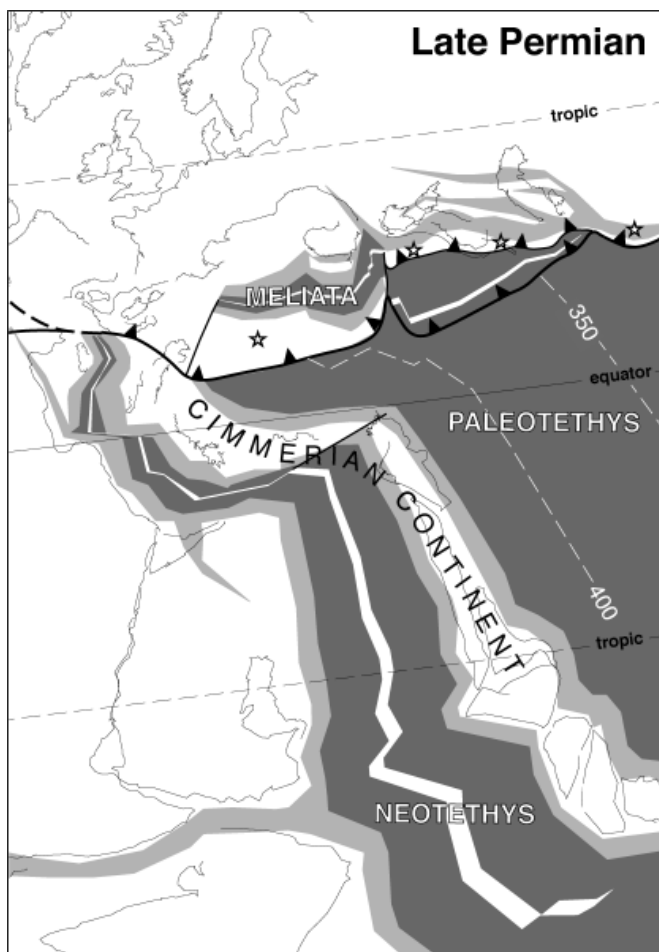 Late Permian
tropic
MELIATA
350
equator
PALEOTETHYS
CIMMERIAN CONTINENT
400
tropic
NEOTETHYS